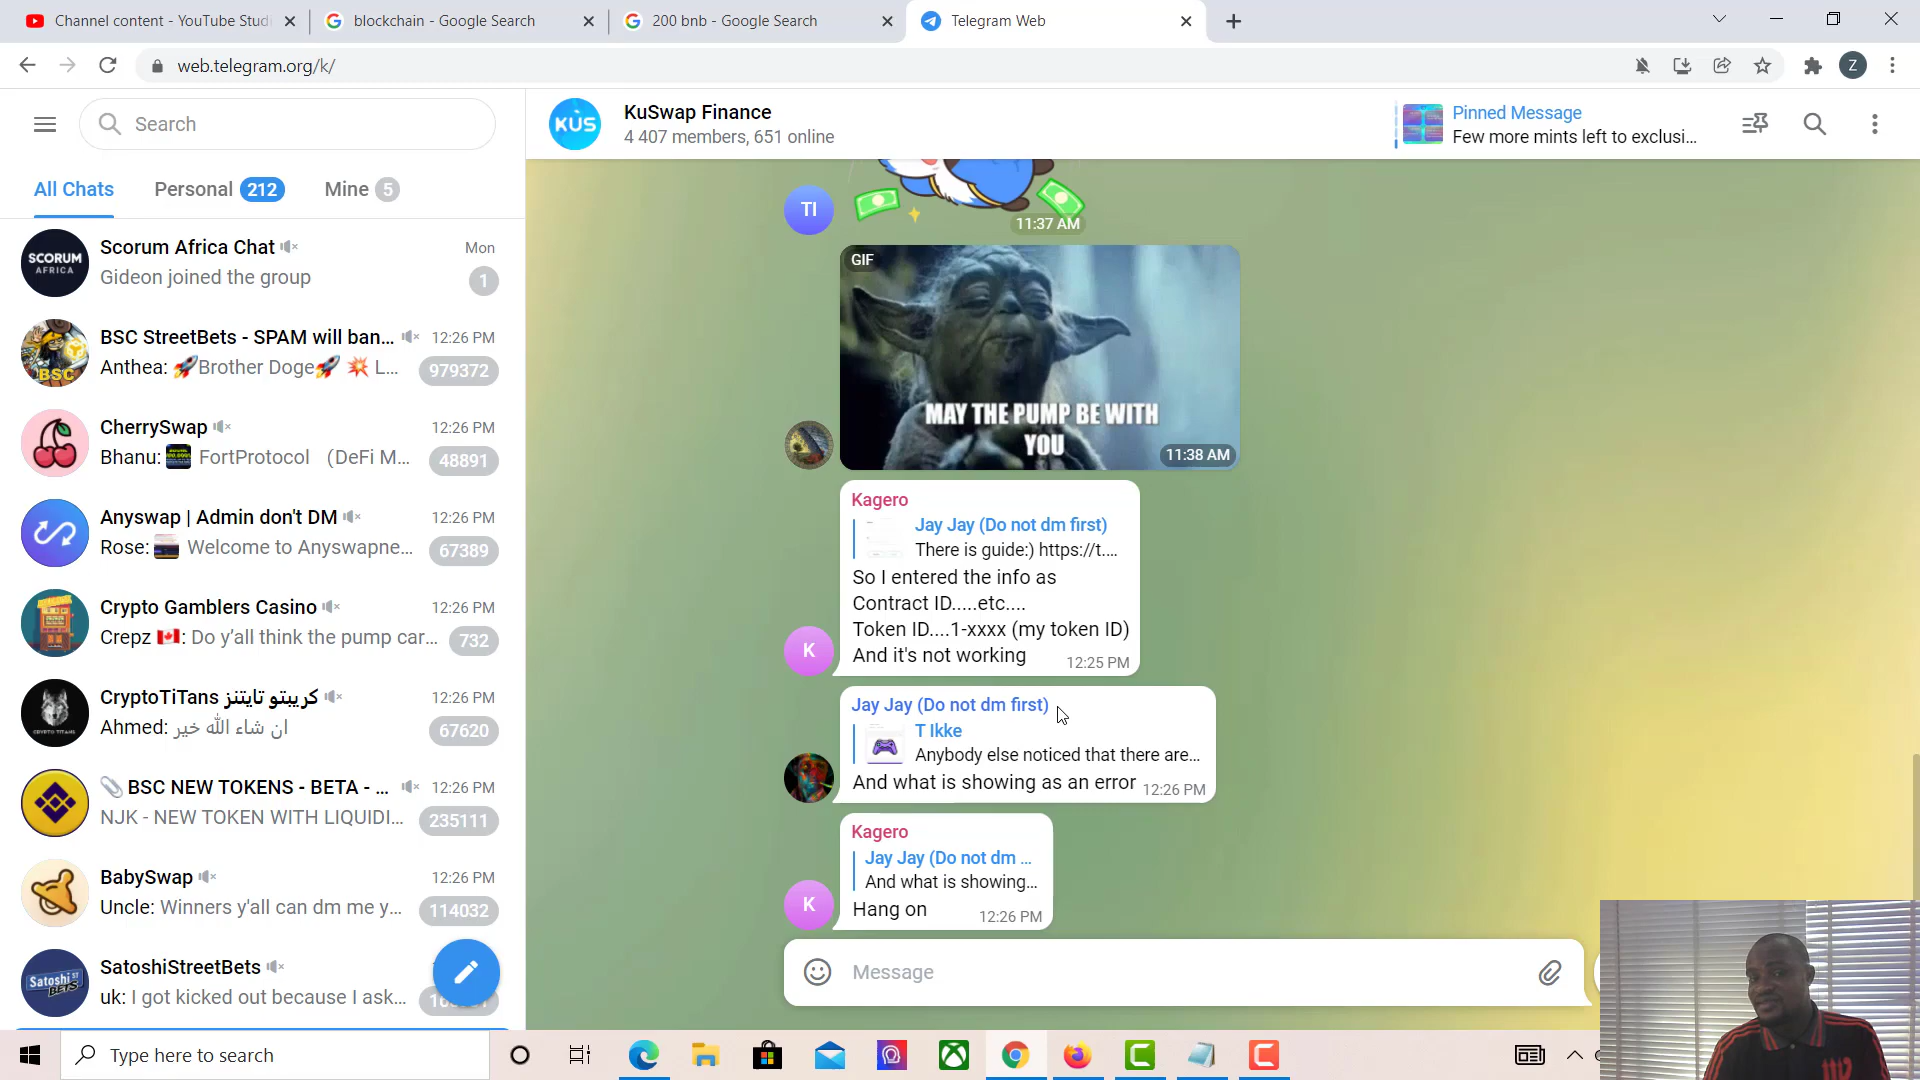 Channel content - YouTube Studi
blockchain - Google Search
200 bnb - Google Search
Telegram Web
web.telegram.org/k/
Z
Search
All Chats
Personal 212
Mine 5
SCORUM
AFRICA
Scorum Africa Chat
Mon
Gideon joined the group
1
BSC
BSC StreetBets - SPAM will ban...
12:26 PM
Anthea: 🚀Brother Doge🚀 💥 L...
979372
CherrySwap
12:26 PM
Bhanu: FortProtocol (DeFi M...
48891
Anyswap | Admin don't DM
12:26 PM
Rose: Welcome to Anyswapne...
67389
Crypto Gamblers Casino
12:26 PM
Crepz 🇨🇦: Do y'all think the pump car...
732
CryptoTiTans كريبتو تايتنز
12:26 PM
Ahmed: ان شاء الله خير
67620
📎 BSC NEW TOKENS - BETA - ...
12:26 PM
NJK - NEW TOKEN WITH LIQUIDI...
235111
BabySwap
12:26 PM
Uncle: Winners y'all can dm me y...
114032
Satoshi ST
BETS
SatoshiStreetBets
uk: I got kicked out because I ask...
KUS
KuSwap Finance
4 407 members, 651 online
Pinned Message
Few more mints left to exclusi...
TI
11:37 AM
GIF
MAY THE PUMP BE WITH
YOU
11:38 AM
Kagero
Jay Jay (Do not dm first)
There is guide:) https://t....
So I entered the info as
Contract ID.....etc....
Token ID....1-xxxx (my token ID)
And it's not working
12:25 PM
K
Jay Jay (Do not dm first)
T Ikke
Anybody else noticed that there are...
And what is showing as an error
12:26 PM
Kagero
Jay Jay (Do not dm ...
And what is showing...
Hang on
12:26 PM
K
Message
Type here to search